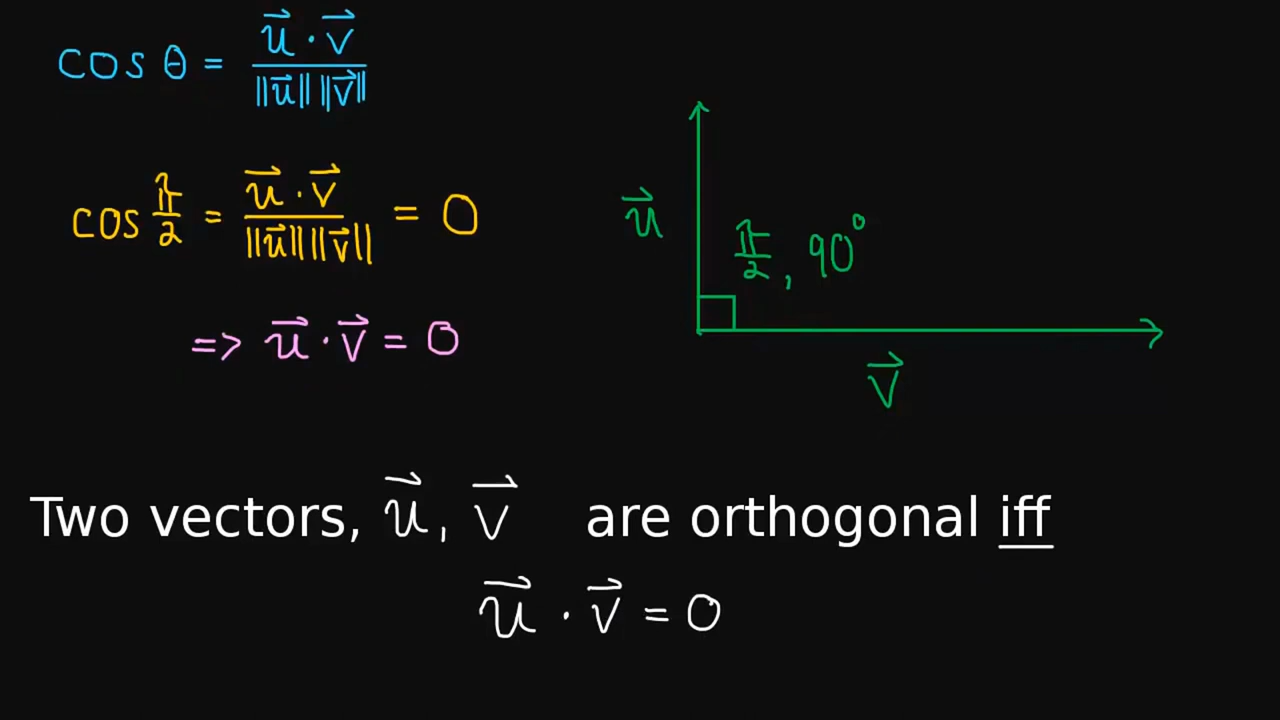 cos θ = u⃗ · v⃗ / ||u⃗|| ||v⃗||
cos π/2 = u⃗ · v⃗ / ||u⃗|| ||v⃗|| = 0
=> u⃗ · v⃗ = 0
u⃗
π/2, 90°
v⃗
Two vectors, u⃗, v⃗ are orthogonal iff
u⃗ · v⃗ = 0